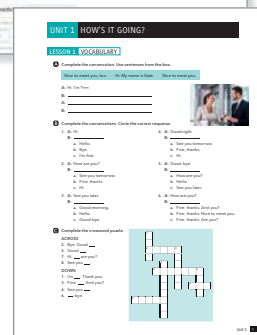 UNIT 1 HOW'S IT GOING?
LESSON 1 VOCABULARY
A Complete the conversation. Use sentences from the box.
Nice to meet you, too. Hi. My name is Kate. Nice to meet you.
A: Hi. I'm Finn.
B:
A:
B:
B Complete the conversations. Circle the correct response.
1. A: Hi.
B:
a. Hello.
b. Bye.
c. I'm fine.
2. A: How are you?
B:
a. See you tomorrow.
b. Fine, thanks.
c. Hi.
3. A: See you later.
B:
a. Good morning.
b. Hello.
c. Good-bye.
4. A: Good night.
B:
a. See you tomorrow.
b. Fine, thanks.
c. Hi.
5. A: Good-bye.
B:
a. How are you?
b. Hello.
c. See you later.
6. A: How are you?
B:
a. Fine, thanks. And you?
b. Fine, thanks. Nice to meet you.
c. Fine, thanks. Are you?
C Complete the crossword puzzle.
ACROSS
2. Bye. Good
5. Good
7. Hi. are you?
8. See you
DOWN
1. I'm . Thank you.
3. Fine, . And you?
4. See you
6. bye.
UNIT 1